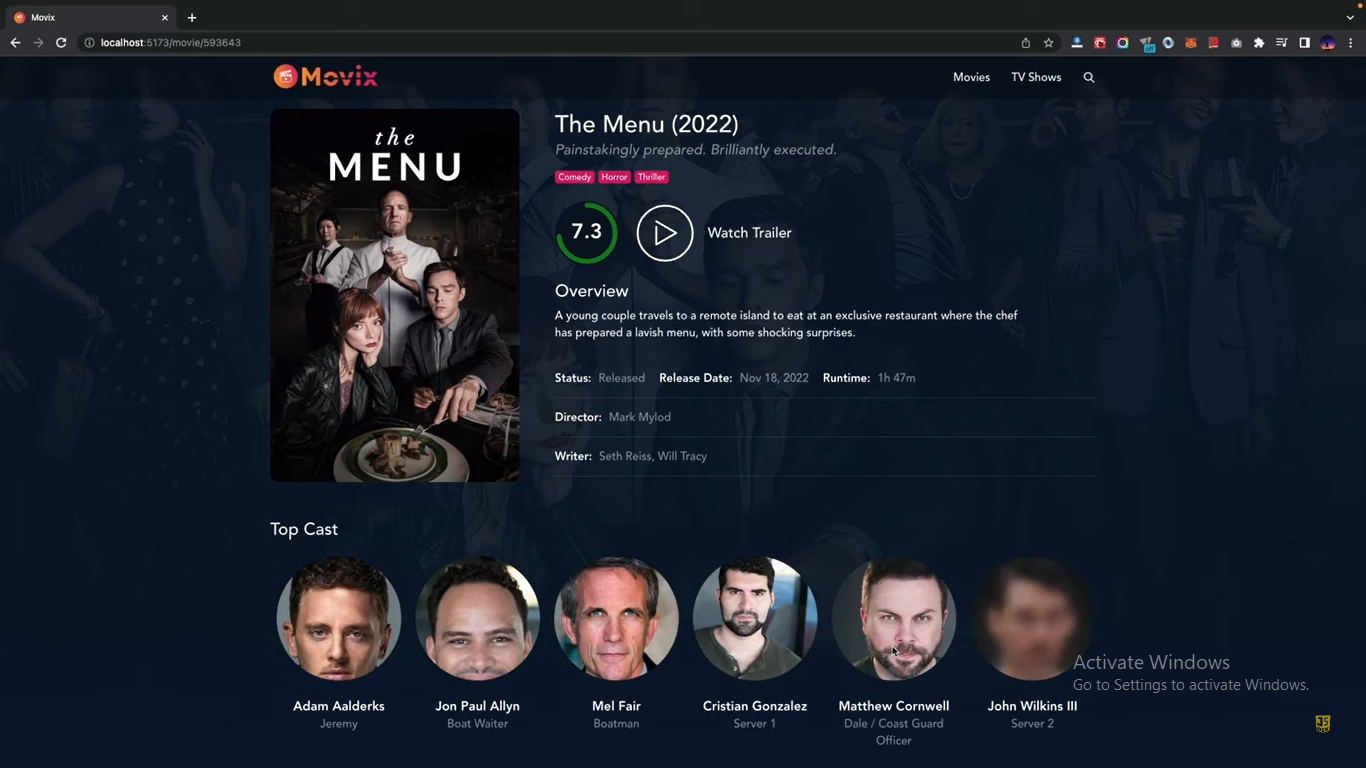 Movix
localhost:5173/movie/593643
Movix
Movies
TV Shows
the
MENU
The Menu (2022)
Painstakingly prepared. Brilliantly executed.
Comedy Horror Thriller
7.3
Watch Trailer
Overview
A young couple travels to a remote island to eat at an exclusive restaurant where the chef
has prepared a lavish menu, with some shocking surprises.
Status: Released Release Date: Nov 18, 2022 Runtime: 1h 47m
Director: Mark Mylod
Writer: Seth Reiss, Will Tracy
Top Cast
Adam Aalderks
Jeremy
Jon Paul Allyn
Boat Waiter
Mel Fair
Boatman
Cristian Gonzalez
Server 1
Matthew Cornwell
Dale / Coast Guard
Officer
John Wilkins III
Server 2
Activate Windows
Go to Settings to activate Windows.